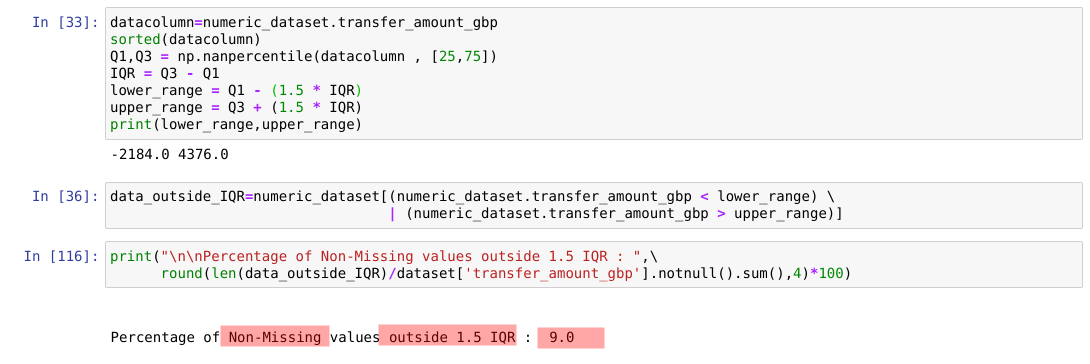 In [33]: datacolumn=numeric_dataset.transfer_amount_gbp
sorted(datacolumn)
Q1,Q3 = np.nanpercentile(datacolumn , [25,75])
IQR = Q3 - Q1
lower_range = Q1 - (1.5 * IQR)
upper_range = Q3 + (1.5 * IQR)
print(lower_range,upper_range)
-2184.0 4376.0
In [36]: data_outside_IQR=numeric_dataset[(numeric_dataset.transfer_amount_gbp < lower_range) \
| (numeric_dataset.transfer_amount_gbp > upper_range)]
In [116]: print("\n\nPercentage of Non-Missing values outside 1.5 IQR : ",\
round(len(data_outside_IQR)/dataset['transfer_amount_gbp'].notnull().sum(),4)*100)
Percentage of Non-Missing values outside 1.5 IQR : 9.0